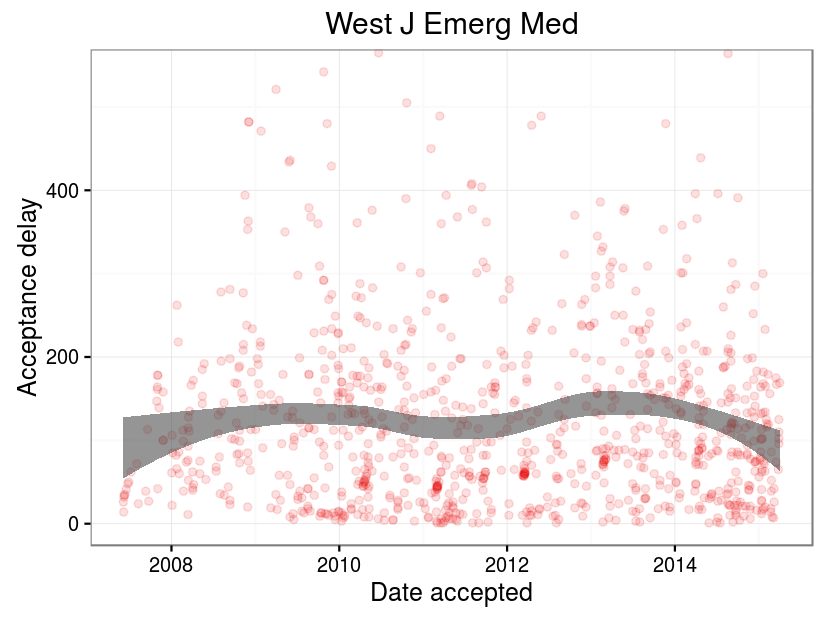 West J Emerg Med
Acceptance delay
400
200
0
2008 2010 2012 2014
Date accepted